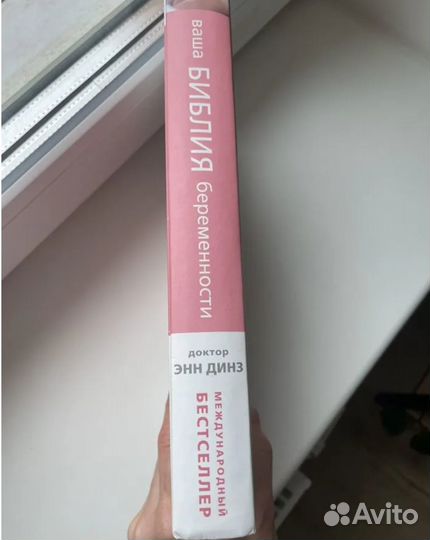 ваша БИБЛИЯ беременности
доктор
ЭНН ДИНЗ
МЕЖДУНАРОДНЫЙ
БЕСТСЕЛЛЕР
Avito